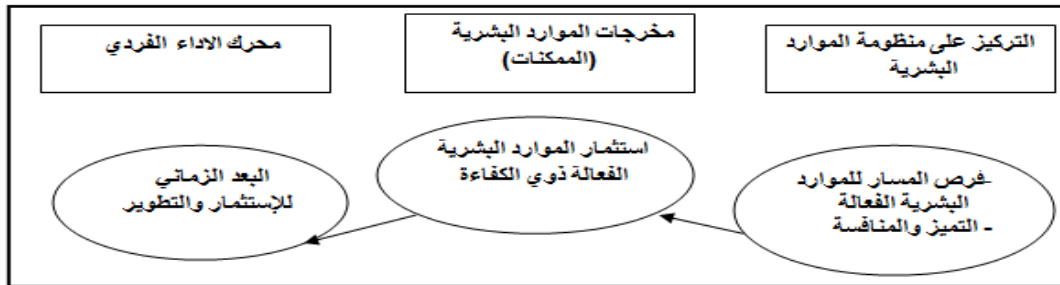 التركيز على منظومة الموارد
البشرية
مخرجات الموارد البشرية
(الممكنات)
محرك الاداء الفردي
-فرص المسار للموارد
البشرية الفعالة
- التميز والمنافسة
استثمار الموارد البشرية
الفعالة ذوي الكفاءة
البعد الزماني
للإستثمار والتطوير